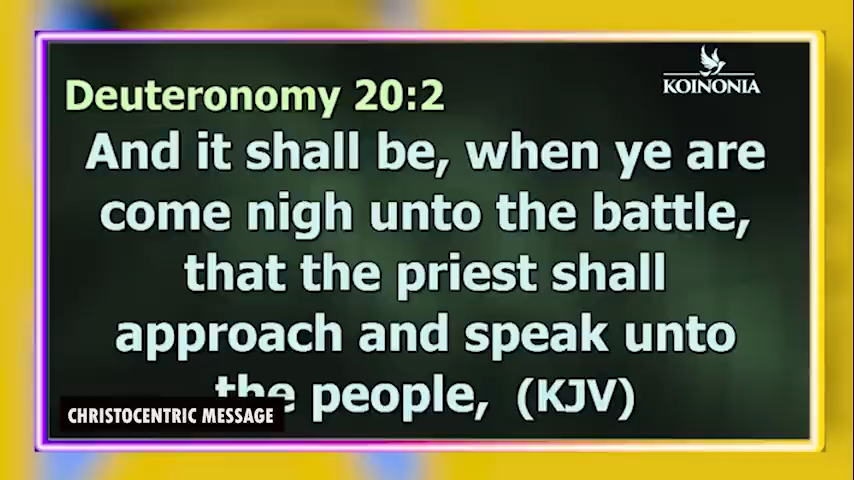 Deuteronomy 20:2
KOINONIA
And it shall be, when ye are
come nigh unto the battle,
that the priest shall
approach and speak unto
the people, (KJV)
CHRISTOCENTRIC MESSAGE